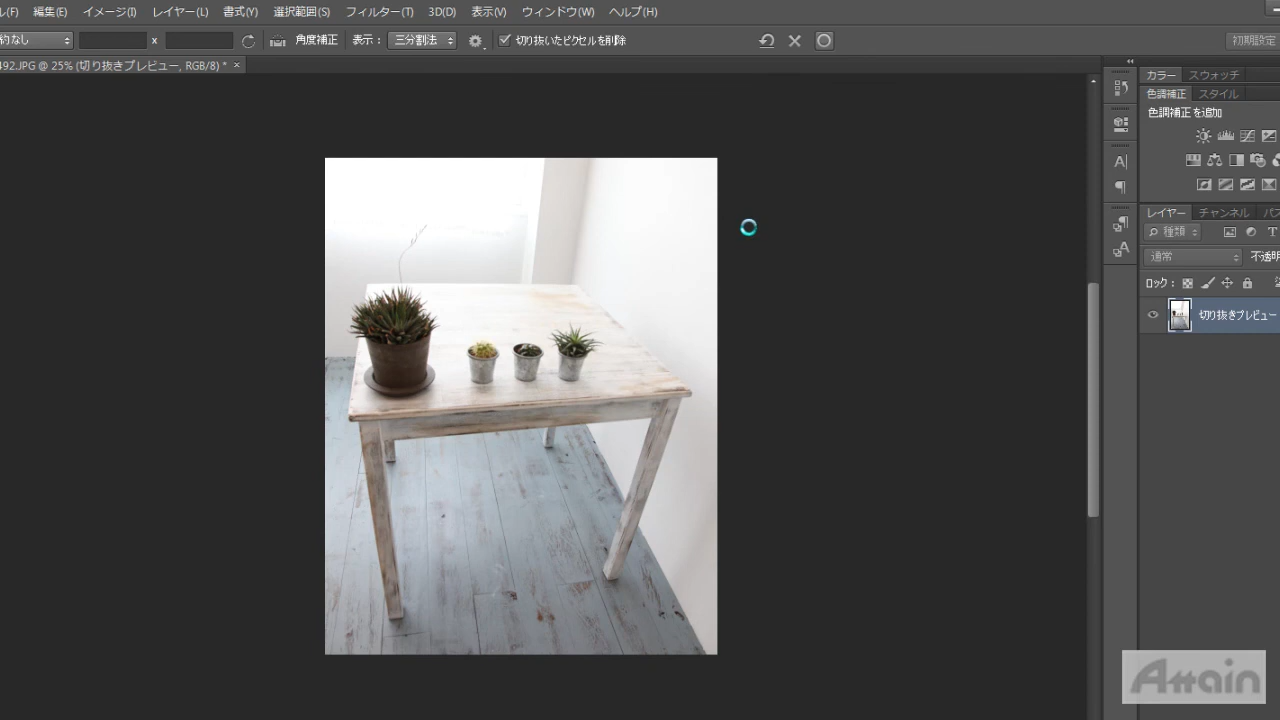 ル(F) 編集(E) イメージ(I) レイヤー(L) 書式(Y) 選択範囲(S) フィルター(T) 3D(D) 表示(V) ウィンドウ(W) ヘルプ(H)
約なし x 角度補正 表示 : 三分割法 切り抜いたピクセルを削除 初期設定
492.JPG @ 25% (切り抜きプレビュー, RGB/8) * ×
カラー スウォッチ
色調補正 スタイル
色調補正を追加
レイヤー チャンネル パス
種類 T
通常 不透明
ロック :
切り抜きプレビュー
Attain